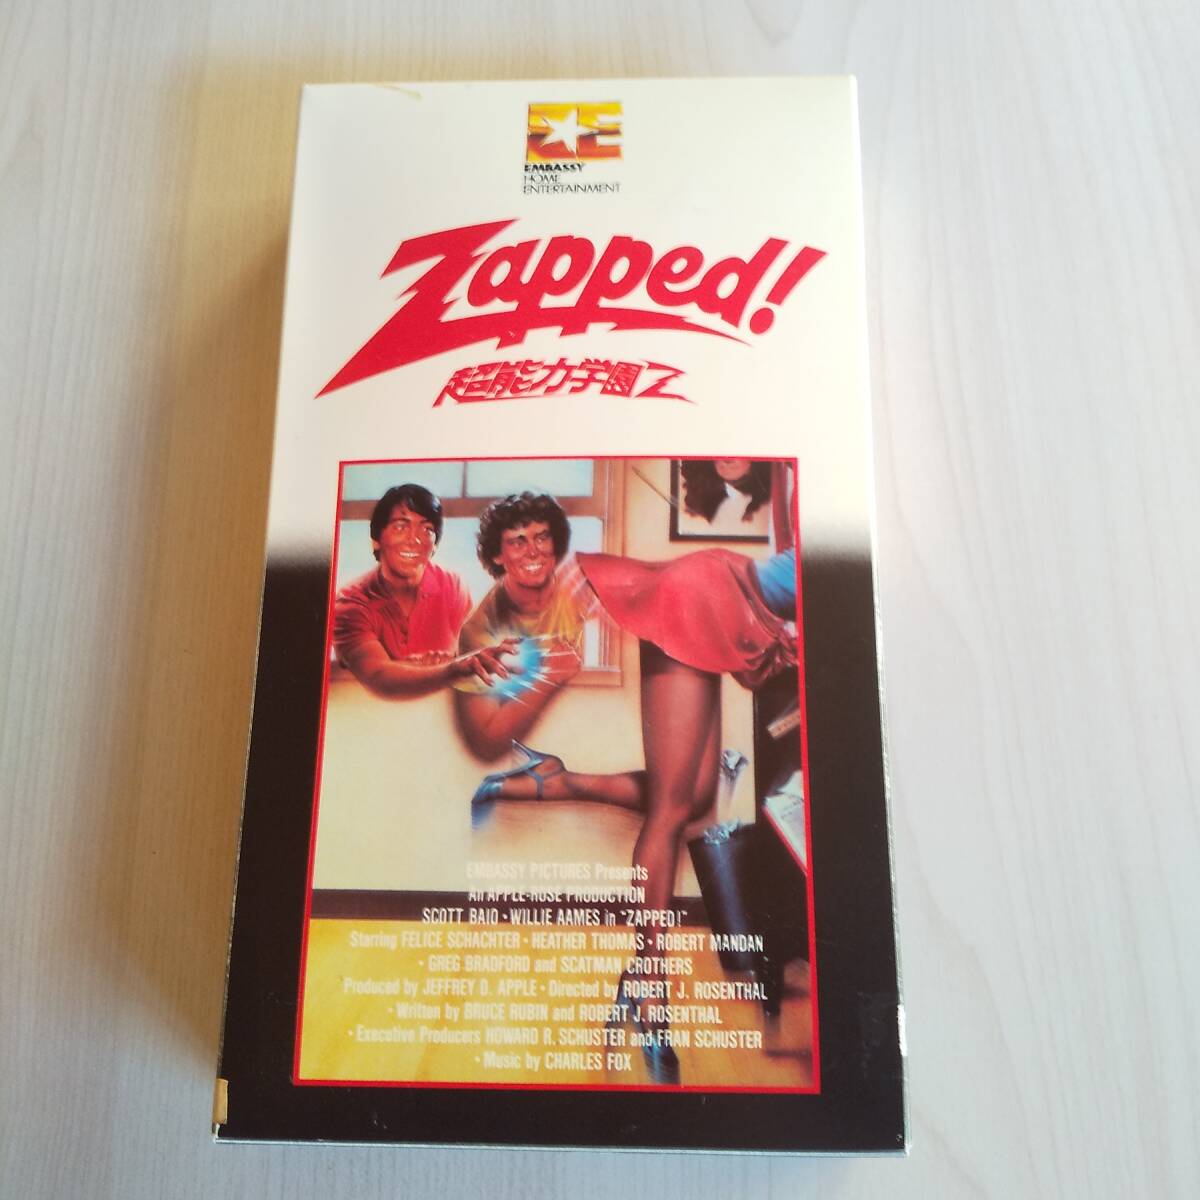 EMBASSY
HOME
ENTERTAINMENT
Zapped!
超能力学園Z
EMBASSY PICTURES Presents
An APPLE-ROSE PRODUCTION
SCOTT BAIO • WILLIE AAMES in "ZAPPED!"
Starring FELICE SCHACHTER • HEATHER THOMAS • ROBERT MANDAN
• GREG BRADFORD and SCATMAN CROTHERS
Produced by JEFFREY D. APPLE • Directed by ROBERT J. ROSENTHAL
• Written by BRUCE RUBIN and ROBERT J. ROSENTHAL
• Executive Producers HOWARD R. SCHUSTER and FRAN SCHUSTER
• Music by CHARLES FOX